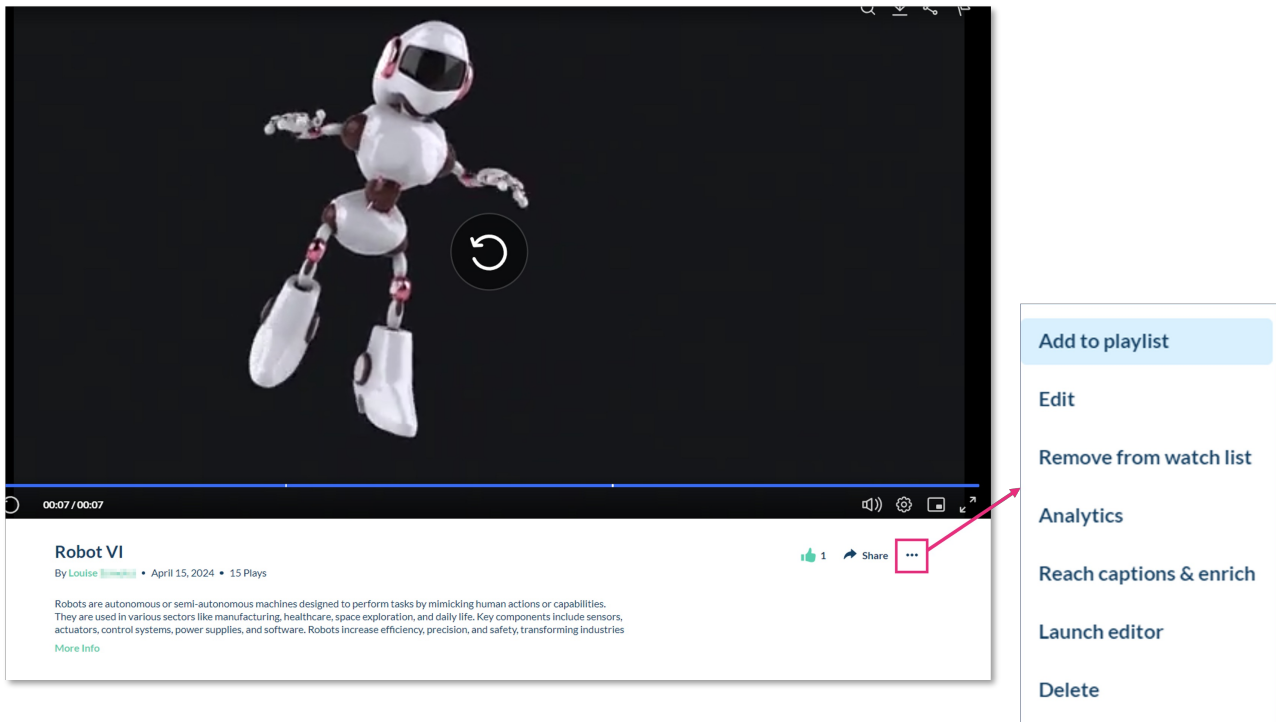 00:07 / 00:07
Robot VI
1
Share
By Louise • April 15, 2024 • 15 Plays
Robots are autonomous or semi-autonomous machines designed to perform tasks by mimicking human actions or capabilities.
They are used in various sectors like manufacturing, healthcare, space exploration, and daily life. Key components include sensors,
actuators, control systems, power supplies, and software. Robots increase efficiency, precision, and safety, transforming industries
More Info
Add to playlist
Edit
Remove from watch list
Analytics
Reach captions & enrich
Launch editor
Delete